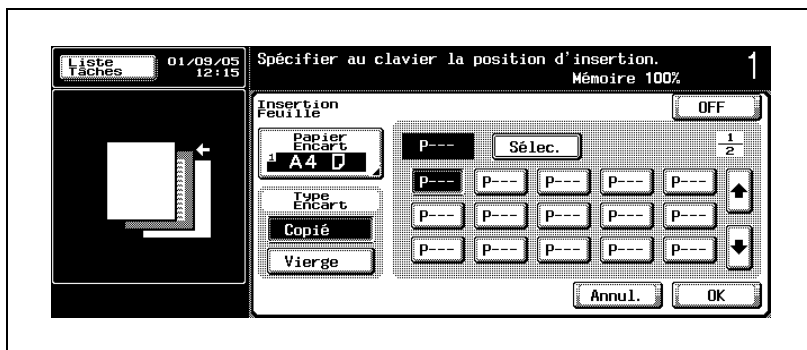 Liste
Tâches
01/09/05
12:15
Spécifier au clavier la position d'insertion.
Mémoire 100%
1
Insertion
Feuille
OFF
Papier
Encart
1 A4
Type
Encart
Copié
Vierge
P--- Sélec. 1/2
P--- P--- P--- P--- P---
P--- P--- P--- P--- P---
P--- P--- P--- P--- P---
Annul. OK